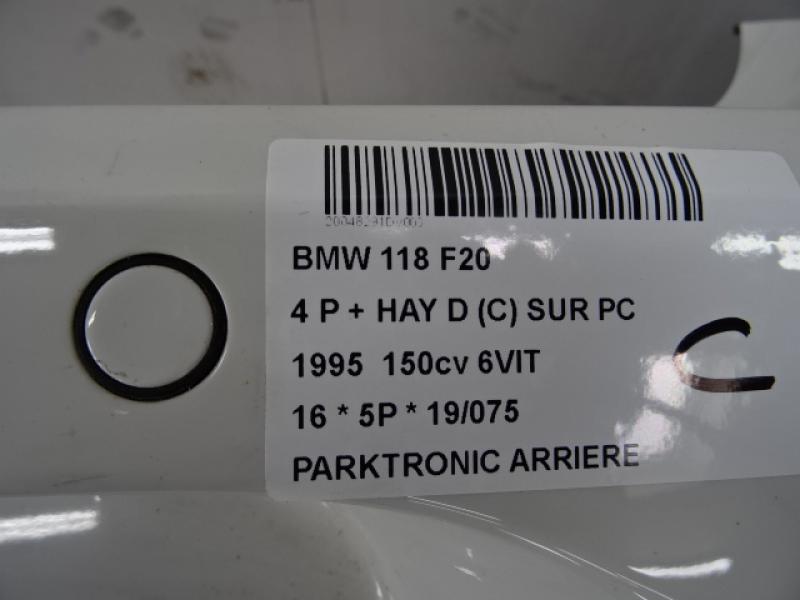 BMW 118 F20
4 P + HAY D (C) SUR PC
1995 150cv 6VIT
16 * 5P * 19/075
PARKTRONIC ARRIERE
C